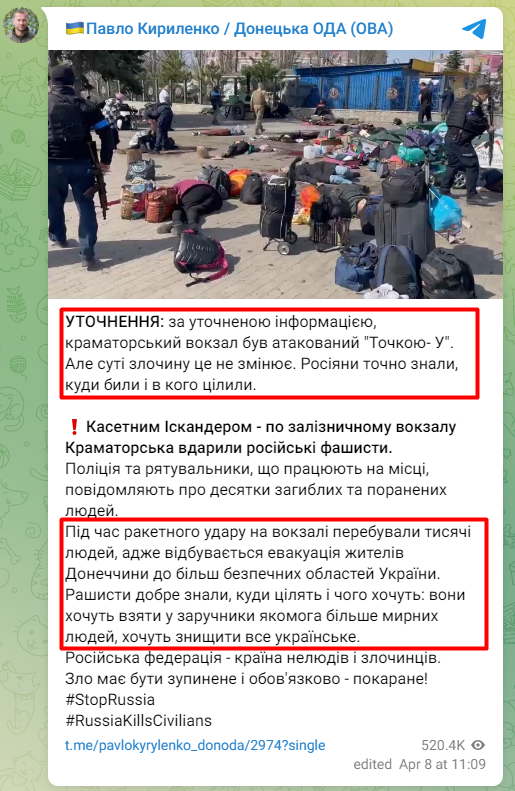 🇺🇦Павло Кириленко / Донецька ОДА (ОВА)
УТОЧНЕННЯ: за уточненою інформацією,
краматорський вокзал був атакований "Точкою- У".
Але суті злочину це не змінює. Росіяни точно знали,
куди били і в кого цілили.
❗ Касетним Іскандером - по залізничному вокзалу
Краматорська вдарили російські фашисти.
Поліція та рятувальники, що працюють на місці,
повідомляють про десятки загиблих та поранених
людей.
Під час ракетного удару на вокзалі перебували тисячі
людей, адже відбувається евакуація жителів
Донеччини до більш безпечних областей України.
Рашисти добре знали, куди цілять і чого хочуть: вони
хочуть взяти у заручники якомога більше мирних
людей, хочуть знищити все українське.
Російська федерація - країна нелюдів і злочинців.
Зло має бути зупинене і обов'язково - покаране!
#StopRussia
#RussiaKillsCivilians
t.me/pavlokyrylenko_donoda/2974?single
520.4K
edited Apr 8 at 11:09